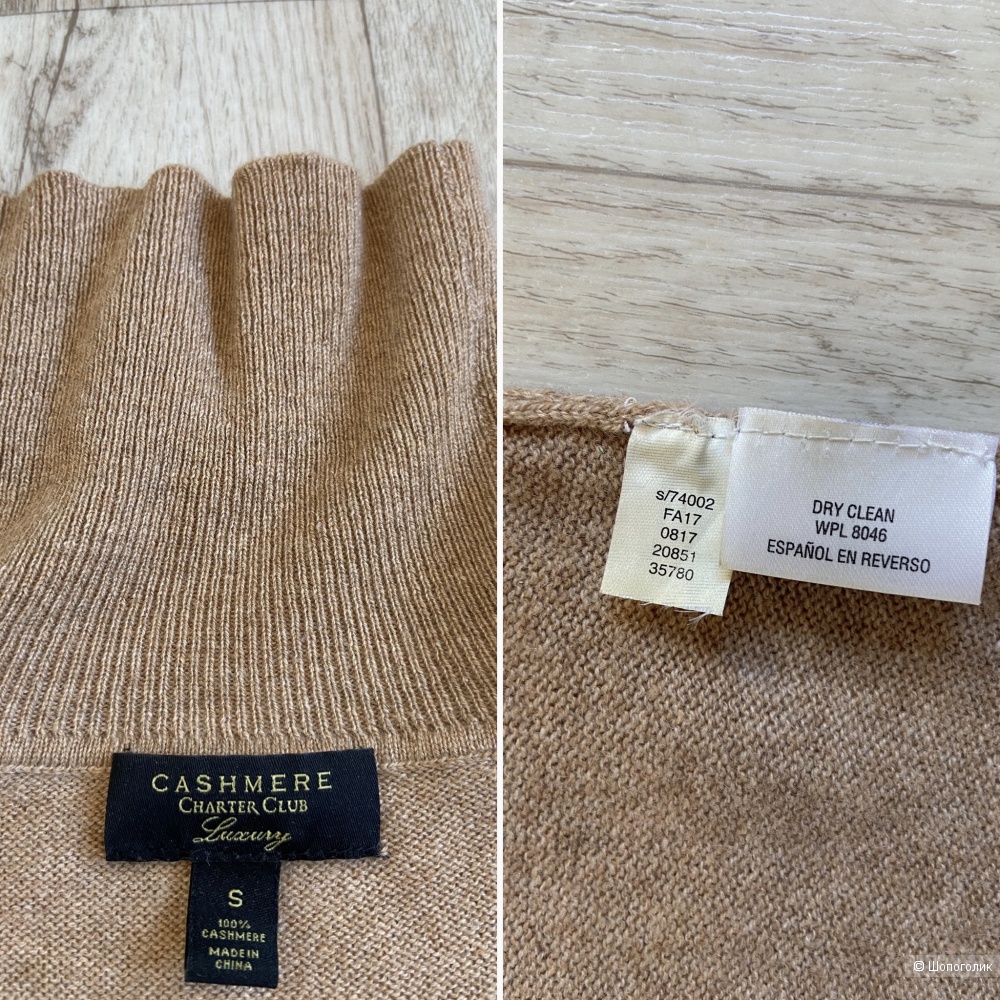 CASHMERE
CHARTER CLUB
Luxury
S
100%
CASHMERE
MADE IN
CHINA
s/74002
FA17
0817
20851
35780
DRY CLEAN
WPL 8046
ESPAÑOL EN REVERSO
© Шопоголик